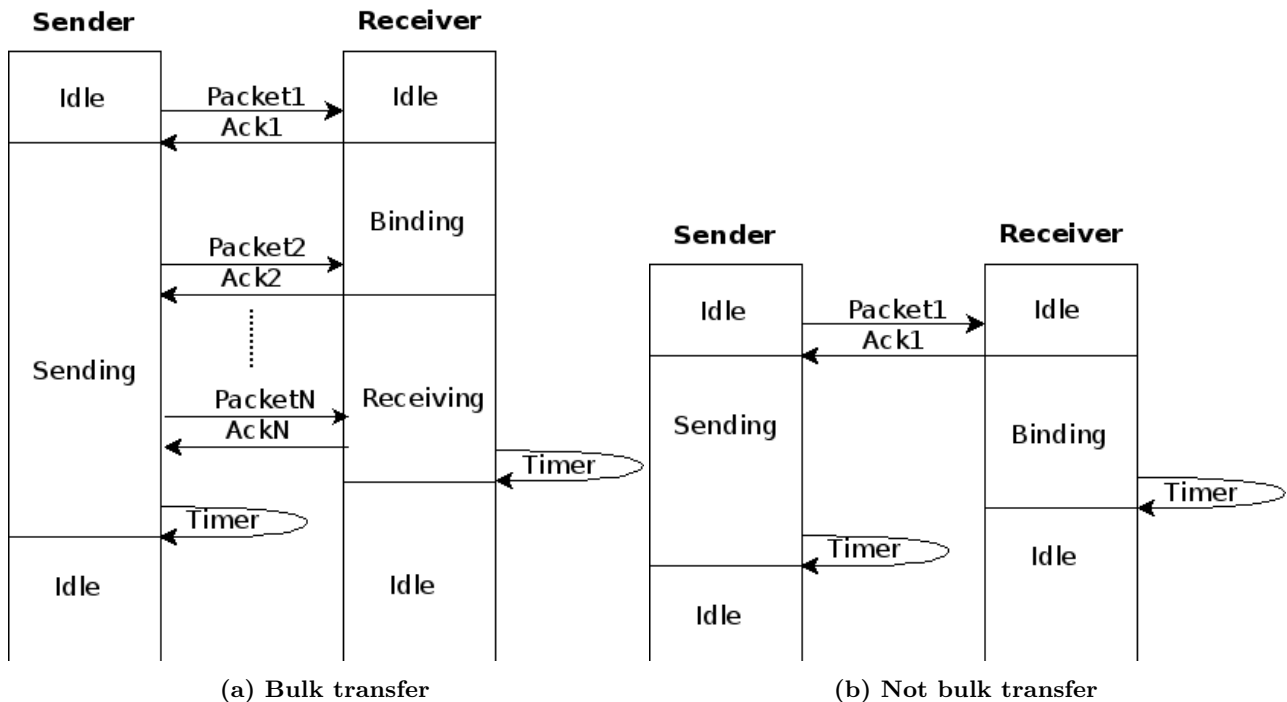 Sender
Receiver
Idle
Packet1
Idle
Ack1
Binding
Packet2
Ack2
Sending
PacketN
Receiving
AckN
Timer
Timer
Idle
Idle
(a) Bulk transfer
Sender
Receiver
Idle
Packet1
Idle
Ack1
Sending
Binding
Timer
Timer
Idle
Idle
(b) Not bulk transfer